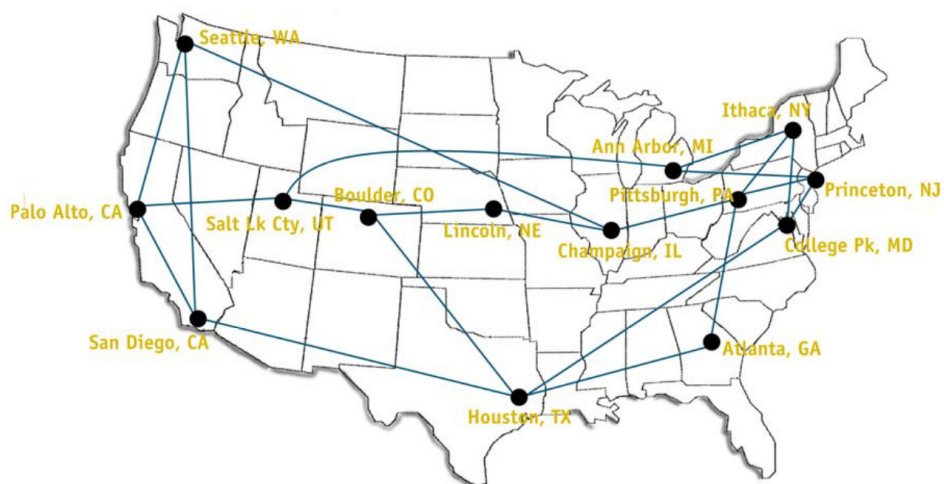 Seattle, WA
Ithaca, NY
Ann Arbor, MI
Boulder, CO
Pittsburgh, PA
Princeton, NJ
Palo Alto, CA
Salt Lk Cty, UT
Lincoln, NE
Champaign, IL
College Pk, MD
San Diego, CA
Atlanta, GA
Houston, TX